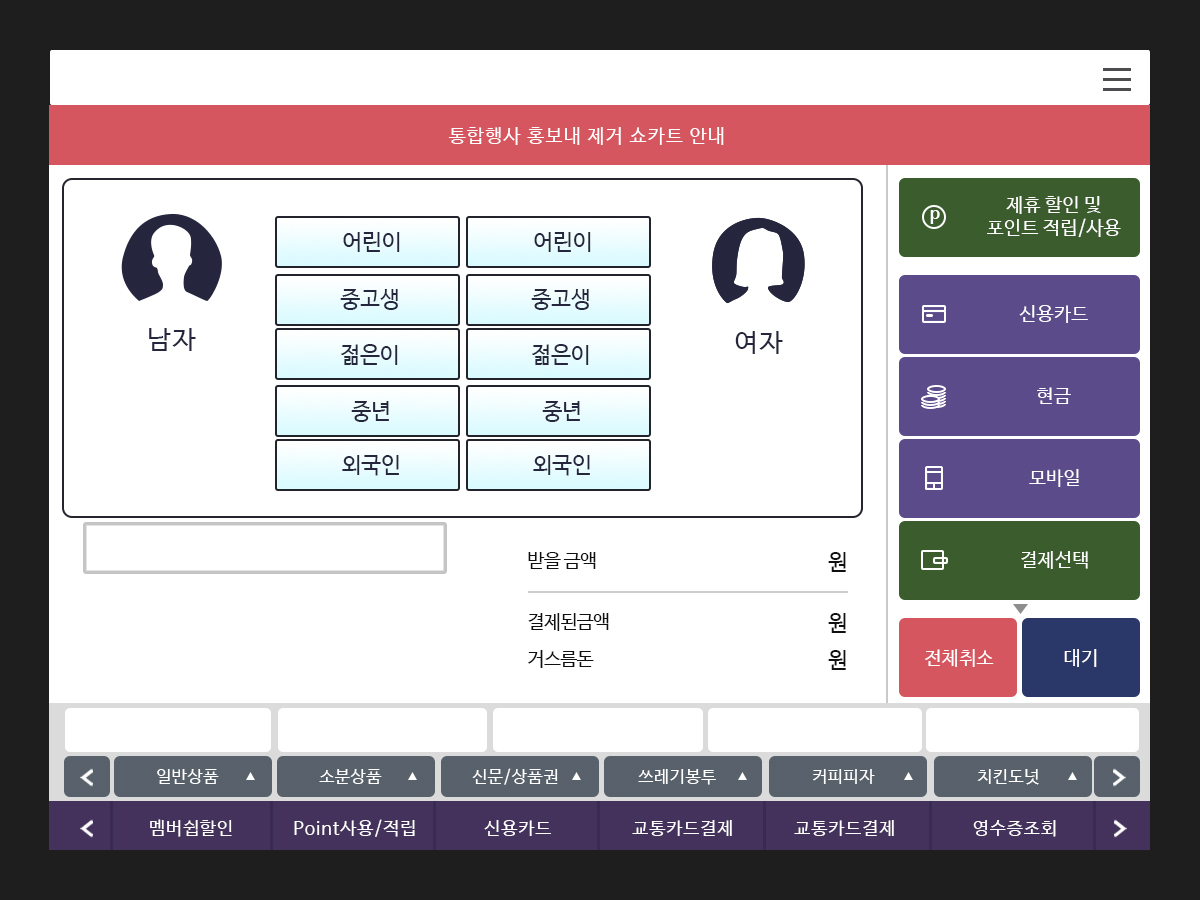 통합행사 홍보내 제거 쇼카트 안내
남자
어린이 어린이
중고생 중고생
젊은이 젊은이
중년 중년
외국인 외국인
여자
받을 금액 원
결제된금액 원
거스름돈 원
제휴 할인 및
포인트 적립/사용
신용카드
현금
모바일
결제선택
전체취소 대기
일반상품 ▲ 소분상품 ▲ 신문/상품권 ▲ 쓰레기봉투 ▲ 커피피자 ▲ 치킨도넛 ▲
멤버쉽할인 Point사용/적립 신용카드 교통카드결제 교통카드결제 영수증조회